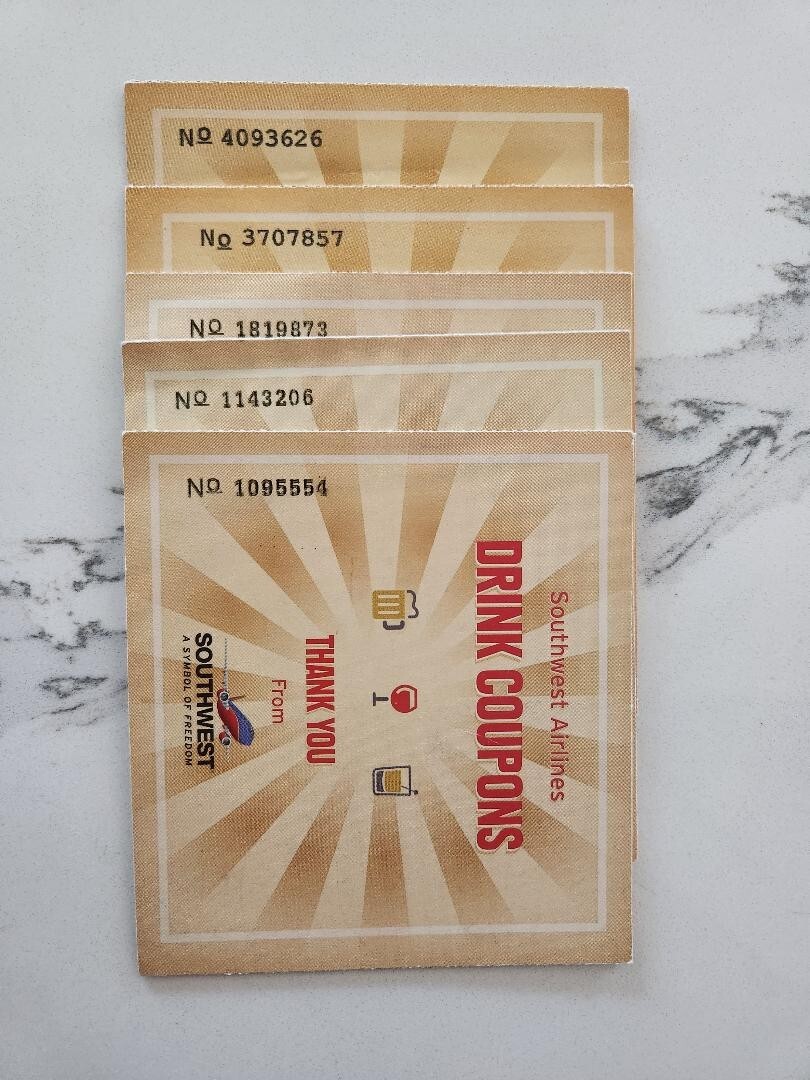 Nº 4093626
Nº 3707857
Nº 1819873
Nº 1143206
Nº 1095554
Southwest Airlines
DRINK COUPONS
THANK YOU
From
SOUTHWEST
A SYMBOL OF FREEDOM